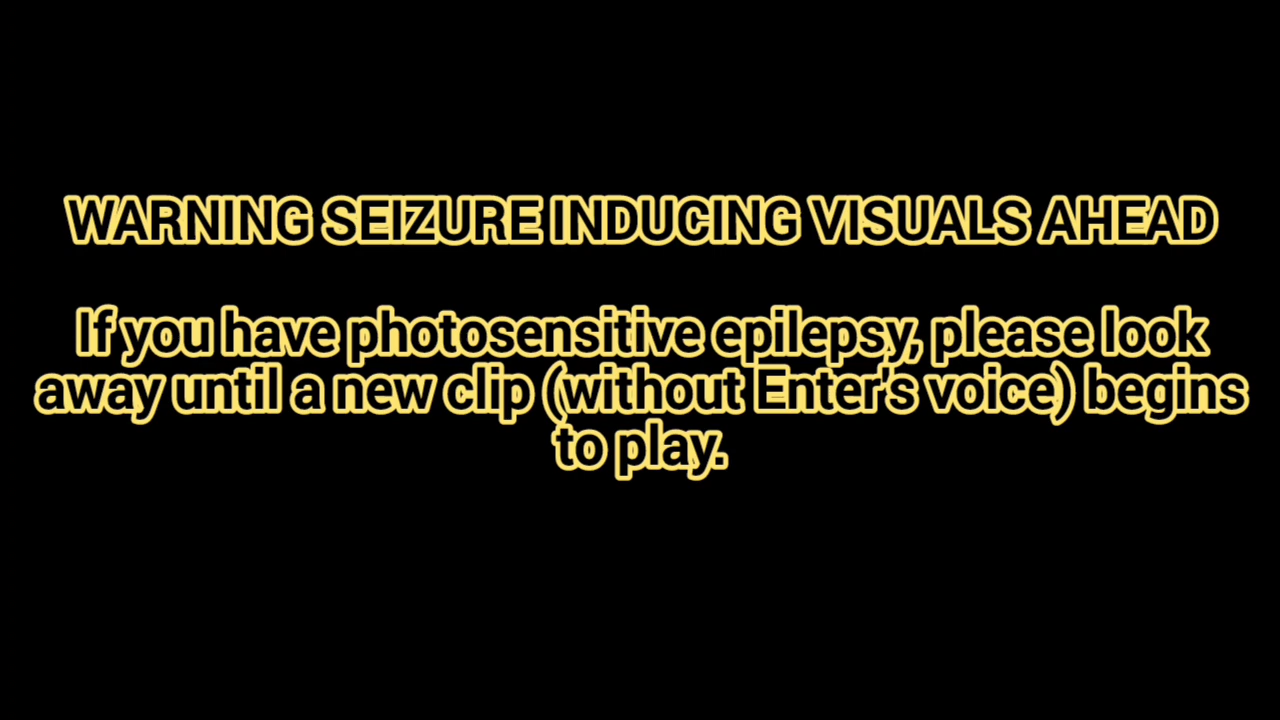 WARNING SEIZURE INDUCING VISUALS AHEAD
If you have photosensitive epilepsy, please look
away until a new clip (without Enter's voice) begins
to play.